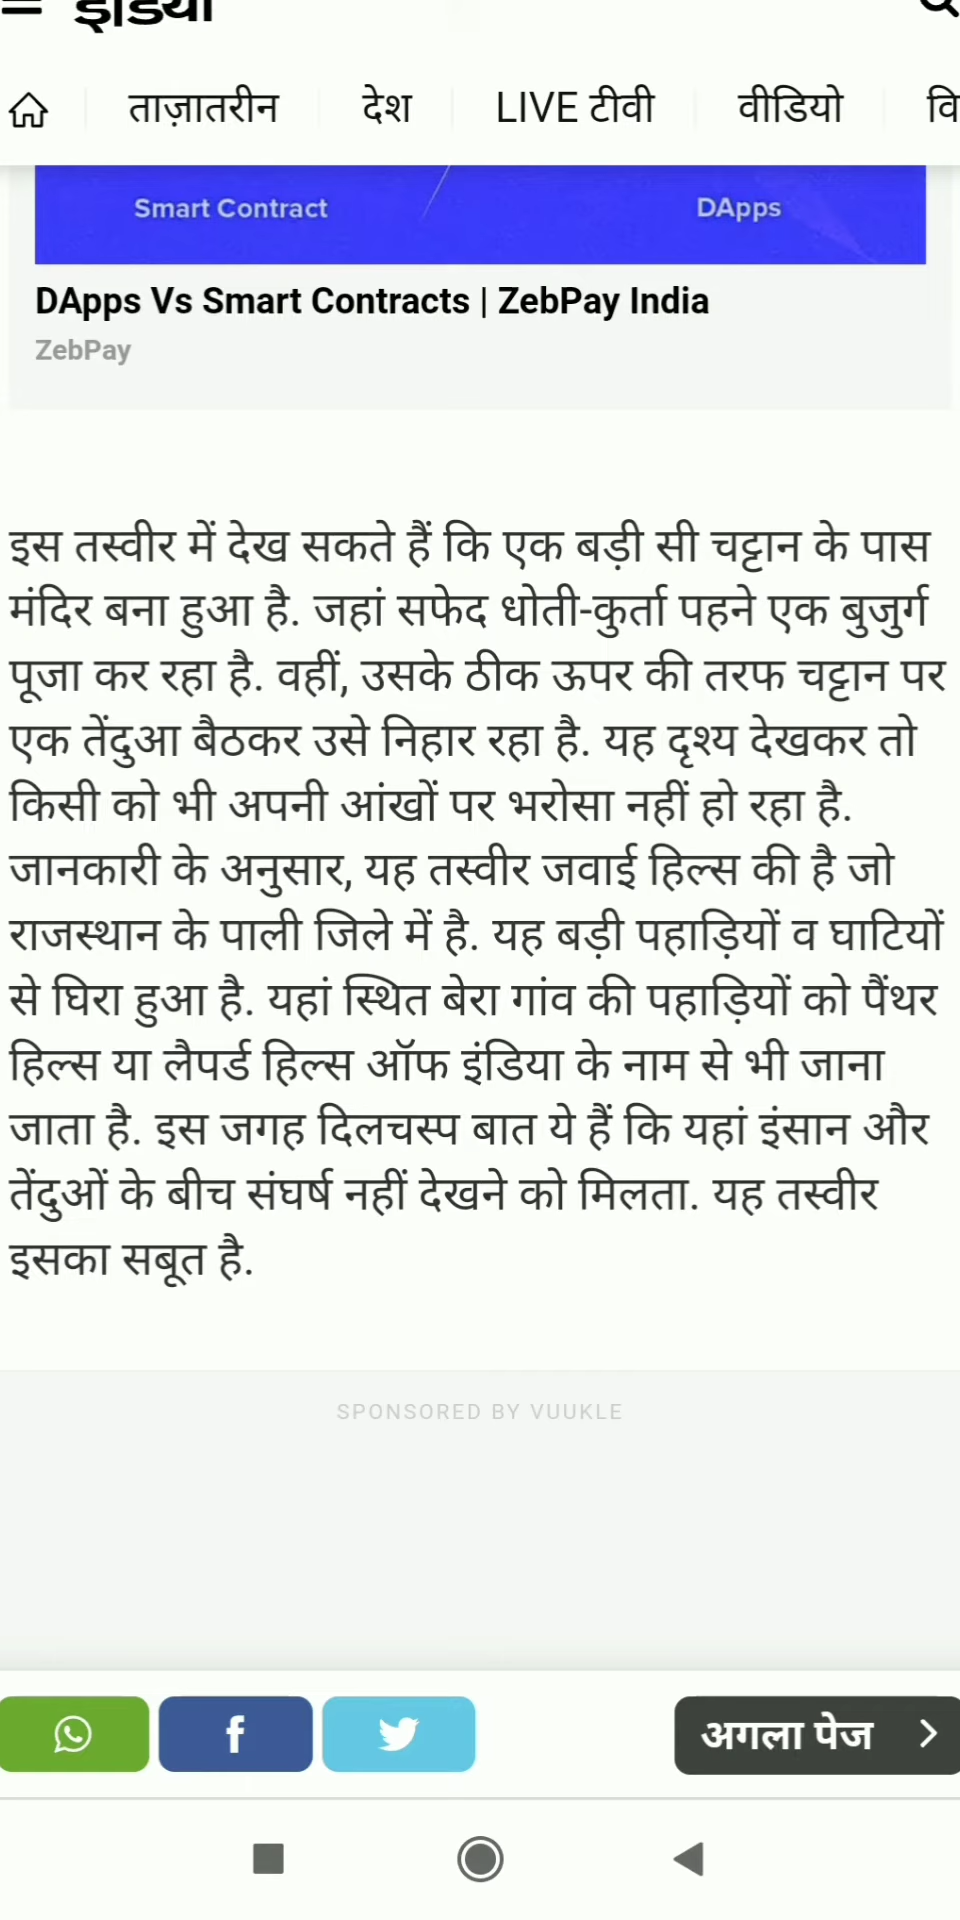 इंडिया
ताज़ातरीन देश LIVE टीवी वीडियो
Smart Contract DApps
DApps Vs Smart Contracts | ZebPay India
ZebPay
इस तस्वीर में देख सकते हैं कि एक बड़ी सी चट्टान के पास
मंदिर बना हुआ है. जहां सफेद धोती-कुर्ता पहने एक बुजुर्ग
पूजा कर रहा है. वहीं, उसके ठीक ऊपर की तरफ चट्टान पर
एक तेंदुआ बैठकर उसे निहार रहा है. यह दृश्य देखकर तो
किसी को भी अपनी आंखों पर भरोसा नहीं हो रहा है.
जानकारी के अनुसार, यह तस्वीर जवाई हिल्स की है जो
राजस्थान के पाली जिले में है. यह बड़ी पहाड़ियों व घाटियों
से घिरा हुआ है. यहां स्थित बेरा गांव की पहाड़ियों को पैंथर
हिल्स या लैपर्ड हिल्स ऑफ इंडिया के नाम से भी जाना
जाता है. इस जगह दिलचस्प बात ये हैं कि यहां इंसान और
तेंदुओं के बीच संघर्ष नहीं देखने को मिलता. यह तस्वीर
इसका सबूत है.
SPONSORED BY VUUKLE
अगला पेज